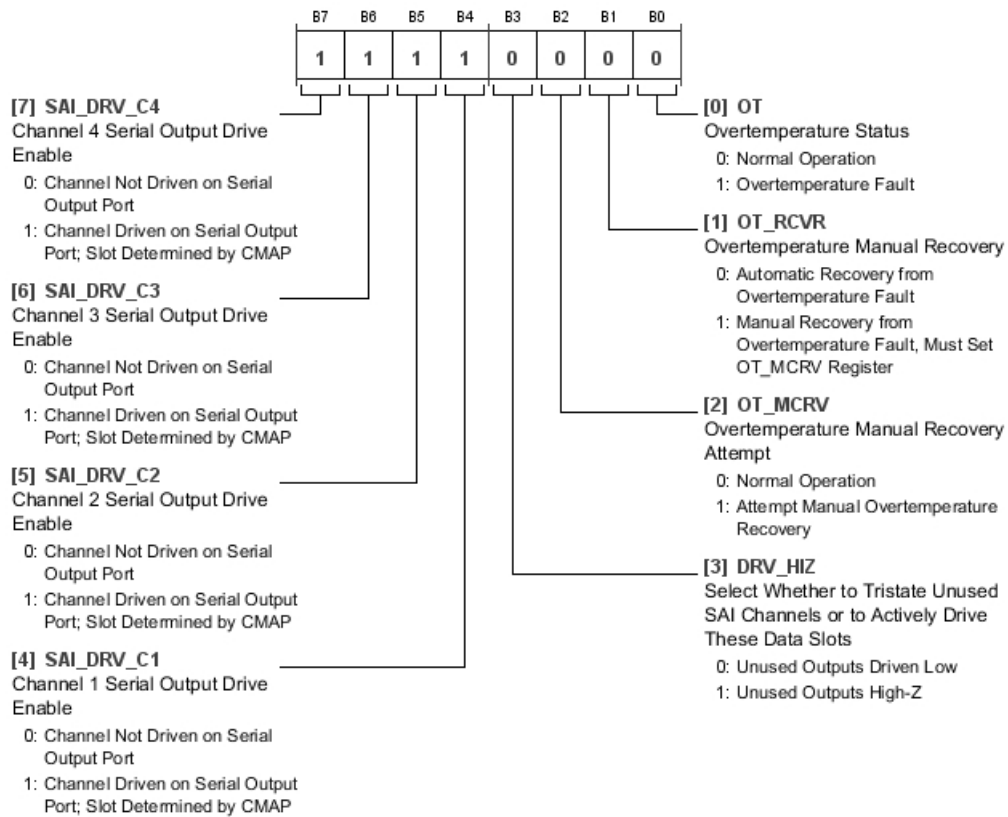 B7 B6 B5 B4 B3 B2 B1 B0
1 1 1 1 0 0 0 0
[7] SAI_DRV_C4
Channel 4 Serial Output Drive
Enable
0: Channel Not Driven on Serial
Output Port
1: Channel Driven on Serial Output
Port; Slot Determined by CMAP
[6] SAI_DRV_C3
Channel 3 Serial Output Drive
Enable
0: Channel Not Driven on Serial
Output Port
1: Channel Driven on Serial Output
Port; Slot Determined by CMAP
[5] SAI_DRV_C2
Channel 2 Serial Output Drive
Enable
0: Channel Not Driven on Serial
Output Port
1: Channel Driven on Serial Output
Port; Slot Determined by CMAP
[4] SAI_DRV_C1
Channel 1 Serial Output Drive
Enable
0: Channel Not Driven on Serial
Output Port
1: Channel Driven on Serial Output
Port; Slot Determined by CMAP
[0] OT
Overtemperature Status
0: Normal Operation
1: Overtemperature Fault
[1] OT_RCVR
Overtemperature Manual Recovery
0: Automatic Recovery from
Overtemperature Fault
1: Manual Recovery from
Overtemperature Fault, Must Set
OT_MCRV Register
[2] OT_MCRV
Overtemperature Manual Recovery
Attempt
0: Normal Operation
1: Attempt Manual Overtemperature
Recovery
[3] DRV_HIZ
Select Whether to Tristate Unused
SAI Channels or to Actively Drive
These Data Slots
0: Unused Outputs Driven Low
1: Unused Outputs High-Z